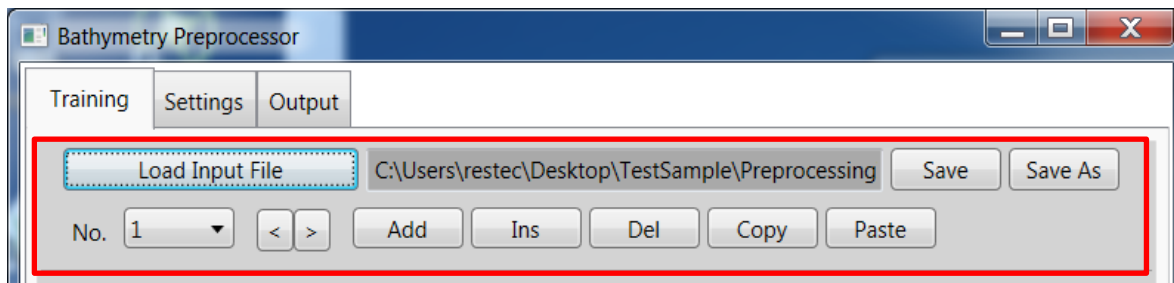 Bathymetry Preprocessor
Training Settings Output
Load Input File C:\Users\restec\Desktop\TestSample\Preprocessing Save Save As
No. 1 < > Add Ins Del Copy Paste